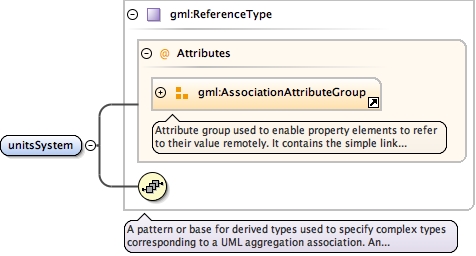 gml:ReferenceType
@ Attributes
gml:AssociationAttributeGroup
Attribute group used to enable property elements to refer
to their value remotely. It contains the simple link...
unitsSystem
A pattern or base for derived types used to specify complex types
corresponding to a UML aggregation association. An...